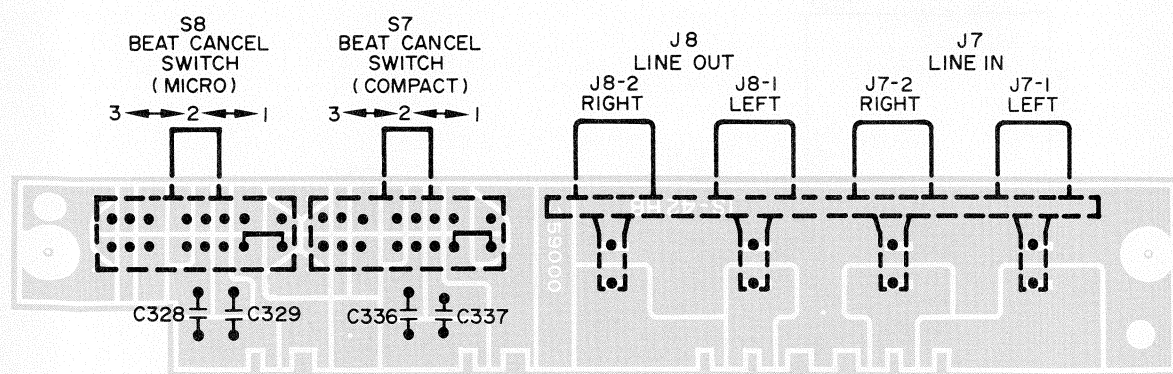 S8
BEAT CANCEL
SWITCH
(MICRO)
3 2 1
S7
BEAT CANCEL
SWITCH
(COMPACT)
3 2 1
J8
LINE OUT
J8-2
RIGHT
J8-1
LEFT
J7
LINE IN
J7-2
RIGHT
J7-1
LEFT
C328
C329
C336
C337